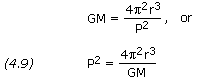 GM = 4π²r³ / P² , or
(4.9) P² = 4π²r³ / GM